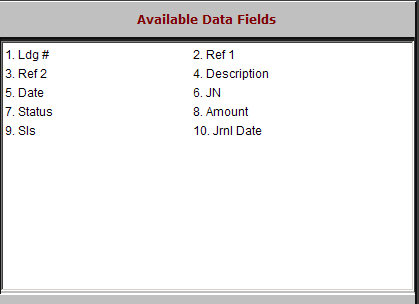 Available Data Fields
1. Ldg # 2. Ref 1
3. Ref 2 4. Description
5. Date 6. JN
7. Status 8. Amount
9. Sls 10. Jrnl Date